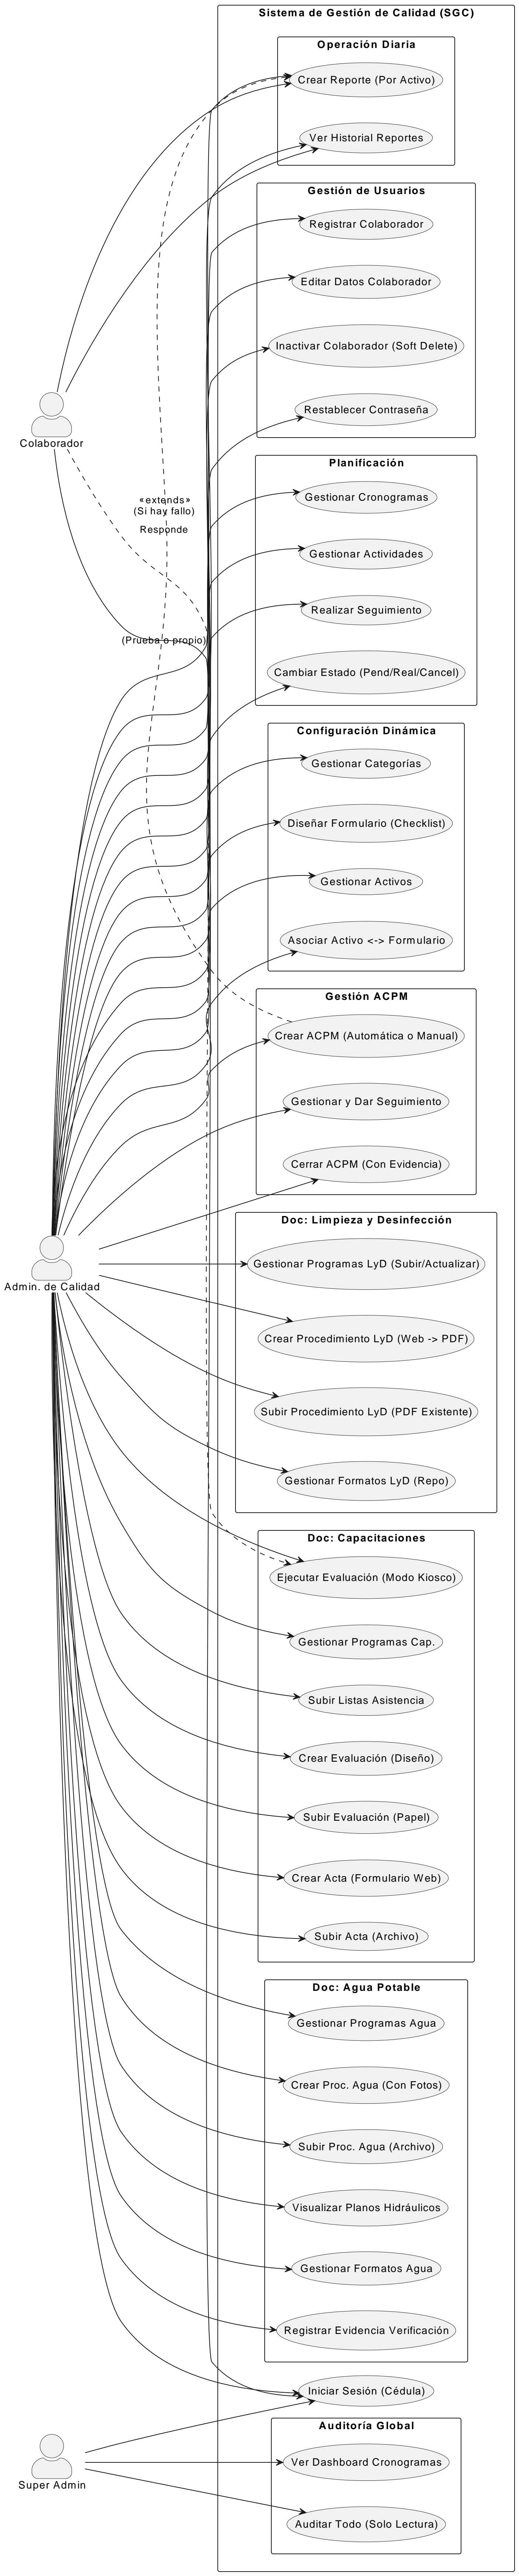 Sistema de Gestión de Calidad (SGC)
Operación Diaria
Crear Reporte (Por Activo)
Ver Historial Reportes
Gestión de Usuarios
Registrar Colaborador
Editar Datos Colaborador
Inactivar Colaborador (Soft Delete)
Restablecer Contraseña
Colaborador
Planificación
Gestionar Cronogramas
«extends»
(Si hay fallo)
Responde
Gestionar Actividades
Realizar Seguimiento
(Prueba o propio)
Cambiar Estado (Pend/Real/Cancel)
Configuración Dinámica
Gestionar Categorías
Diseñar Formulario (Checklist)
Gestionar Activos
Asociar Activo <-> Formulario
Gestión ACPM
Crear ACPM (Automática o Manual)
Gestionar y Dar Seguimiento
Cerrar ACPM (Con Evidencia)
Admin. de Calidad
Doc: Limpieza y Desinfección
Gestionar Programas LyD (Subir/Actualizar)
Crear Procedimiento LyD (Web -> PDF)
Subir Procedimiento LyD (PDF Existente)
Gestionar Formatos LyD (Repo)
Doc: Capacitaciones
Ejecutar Evaluación (Modo Kiosco)
Gestionar Programas Cap.
Subir Listas Asistencia
Crear Evaluación (Diseño)
Subir Evaluación (Papel)
Crear Acta (Formulario Web)
Subir Acta (Archivo)
Doc: Agua Potable
Gestionar Programas Agua
Crear Proc. Agua (Con Fotos)
Subir Proc. Agua (Archivo)
Visualizar Planos Hidráulicos
Gestionar Formatos Agua
Registrar Evidencia Verificación
Iniciar Sesión (Cédula)
Super Admin
Auditoría Global
Ver Dashboard Cronogramas
Auditar Todo (Solo Lectura)